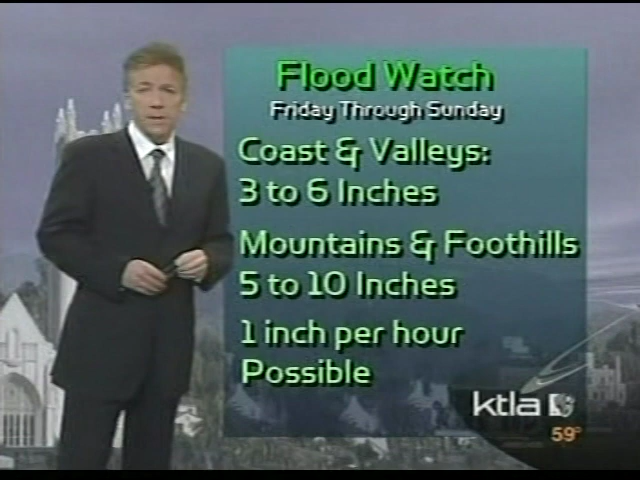 Flood Watch
Friday Through Sunday
Coast & Valleys:
3 to 6 Inches
Mountains & Foothills
5 to 10 Inches
1 inch per hour
Possible
ktla
59°